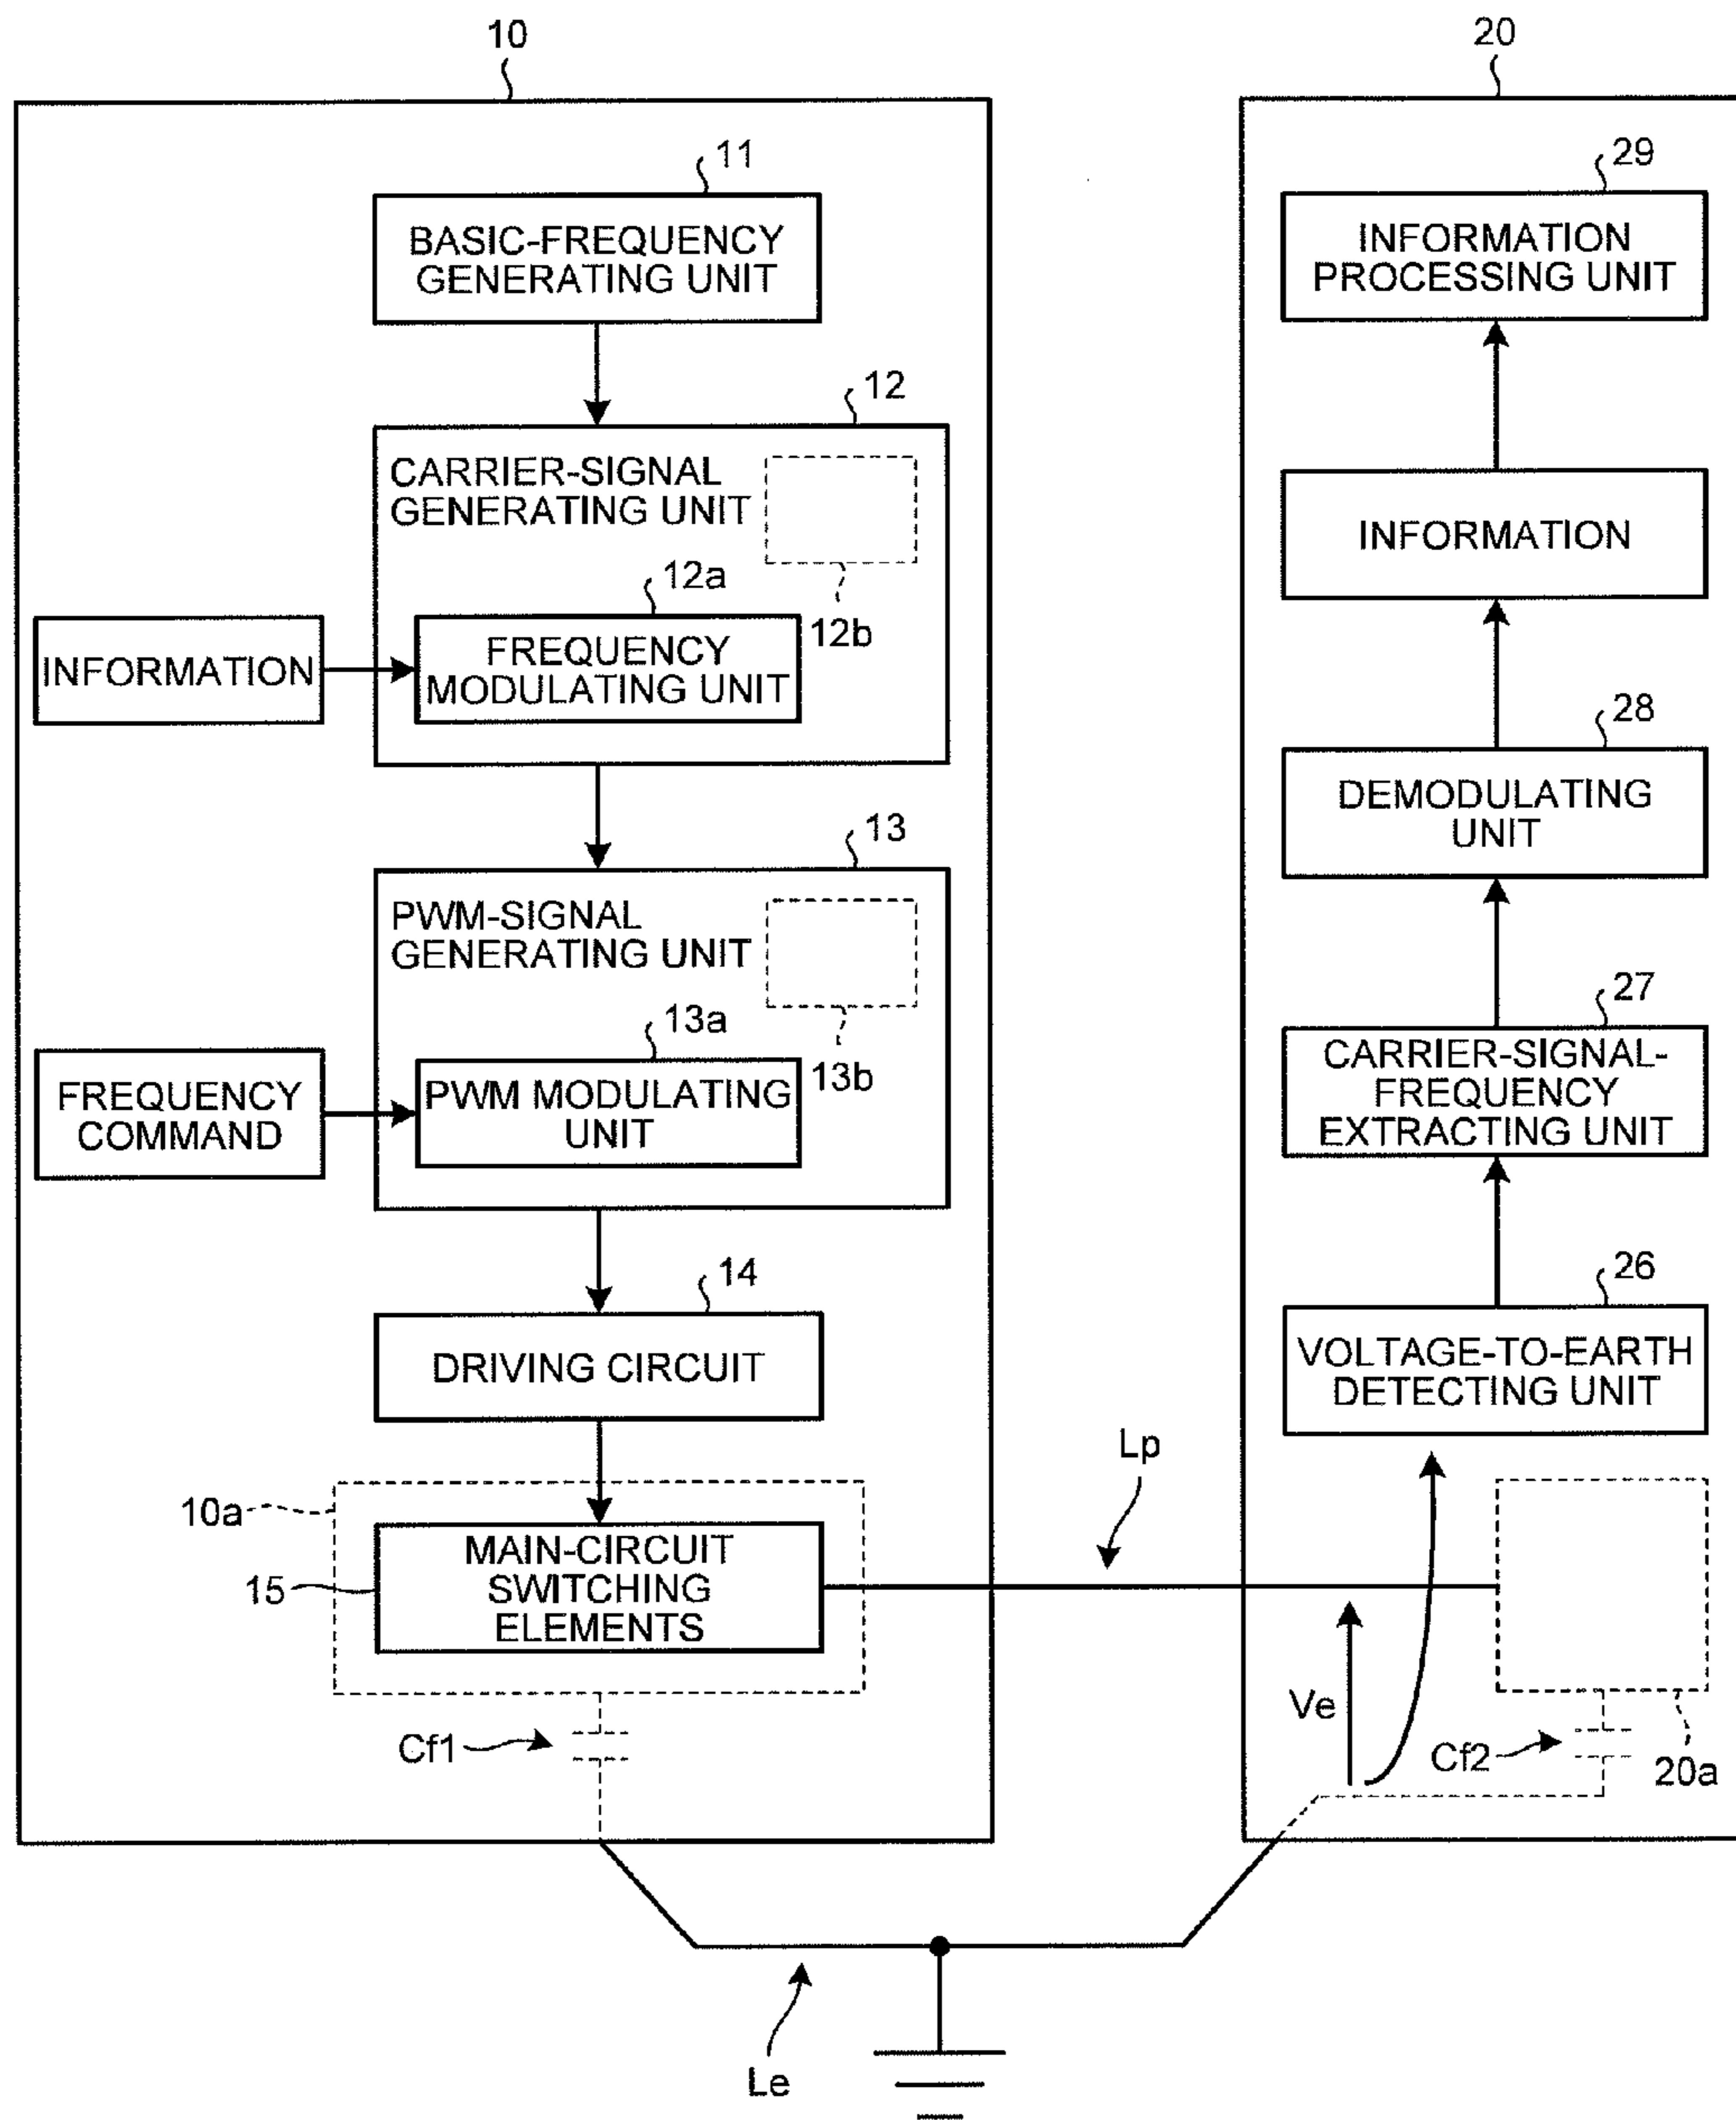 10
11
BASIC-FREQUENCY
GENERATING UNIT
12
CARRIER-SIGNAL
GENERATING UNIT
12b
12a
FREQUENCY
MODULATING UNIT
INFORMATION
13
PWM-SIGNAL
GENERATING UNIT
13b
13a
PWM MODULATING
UNIT
FREQUENCY
COMMAND
14
DRIVING CIRCUIT
10a
15
MAIN-CIRCUIT
SWITCHING
ELEMENTS
Cf1
Lp
Le
20
29
INFORMATION
PROCESSING UNIT
INFORMATION
28
DEMODULATING
UNIT
27
CARRIER-SIGNAL-
FREQUENCY
EXTRACTING UNIT
26
VOLTAGE-TO-EARTH
DETECTING UNIT
Ve
Cf2
20a